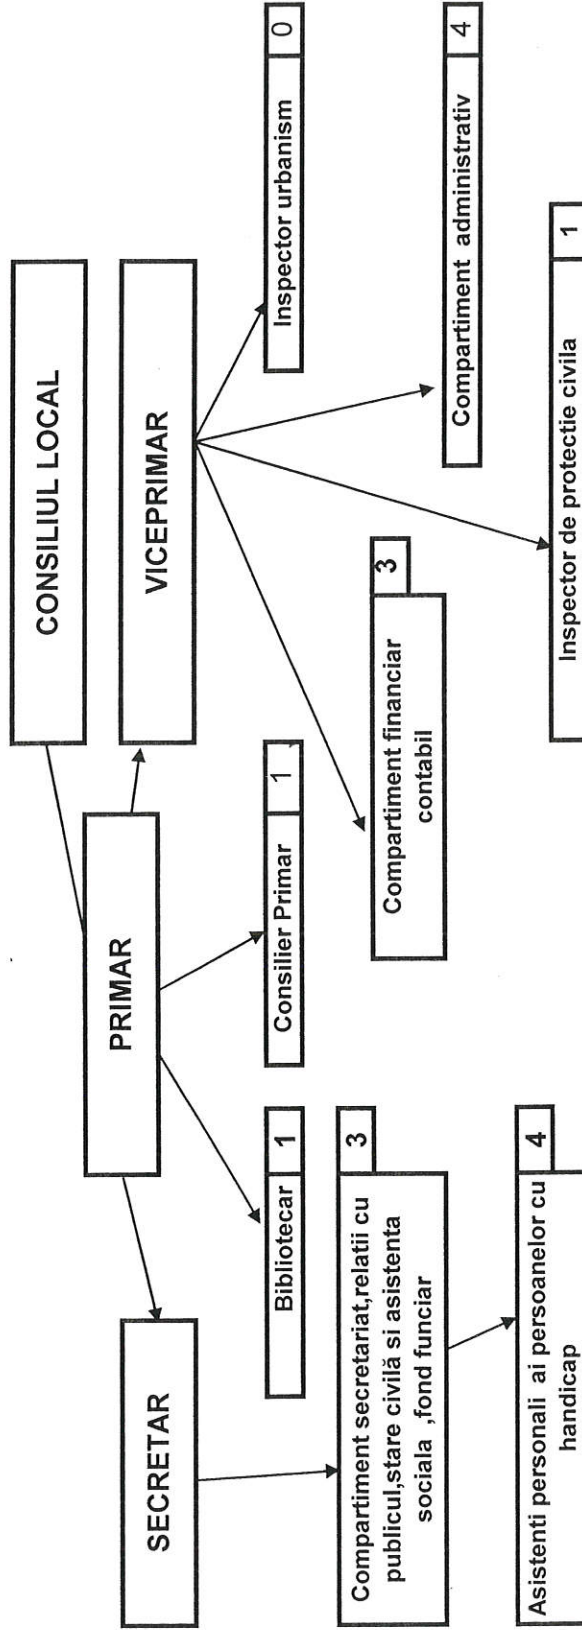 CONSILIUL LOCAL
PRIMAR
VICEPRIMAR
SECRETAR
Bibliotecar 1
Consilier Primar 1
Inspector urbanism 0
Compartiment secretariat,relatii cu
publicul,stare civilă si asistenta
sociala ,fond funciar
3
Compartiment financiar
contabil
3
Compartiment administrativ 4
Asistenti personali ai persoanelor cu
handicap
4
Inspector de protectie civila 1